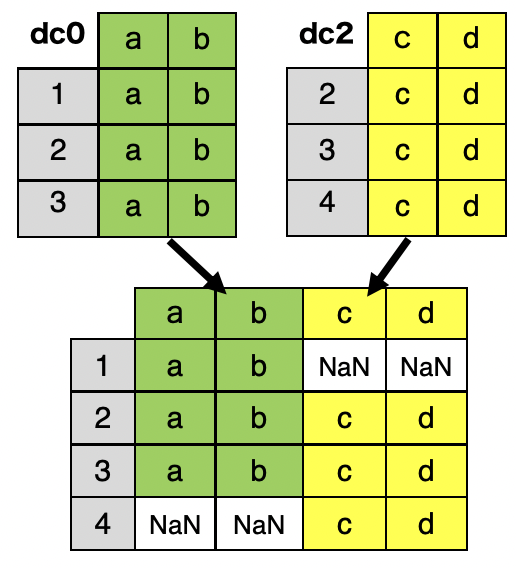 dc0 a b
1 a b
2 a b
3 a b
dc2 c d
2 c d
3 c d
4 c d
a b c d
1 a b NaN NaN
2 a b c d
3 a b c d
4 NaN NaN c d